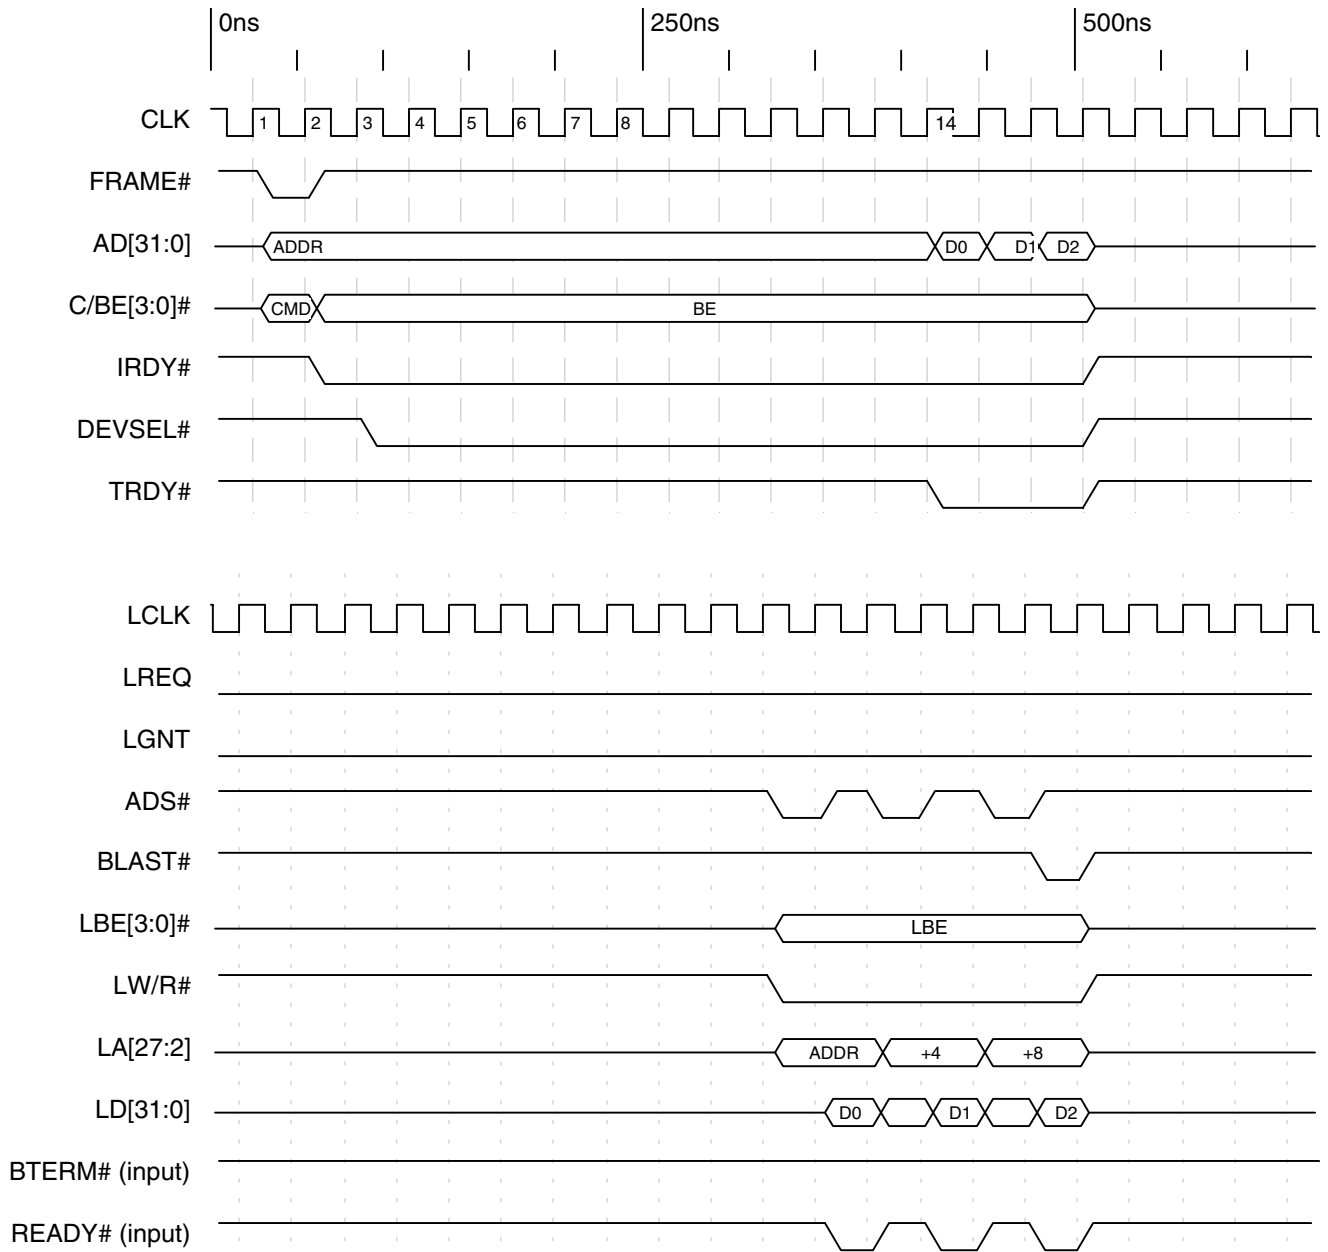 0ns 250ns 500ns
CLK 1 2 3 4 5 6 7 8 14
FRAME#
AD[31:0] ADDR D0 D1 D2
C/BE[3:0]# CMD BE
IRDY#
DEVSEL#
TRDY#
LCLK
LREQ
LGNT
ADS#
BLAST#
LBE[3:0]# LBE
LW/R#
LA[27:2] ADDR +4 +8
LD[31:0] D0 D1 D2
BTERM# (input)
READY# (input)